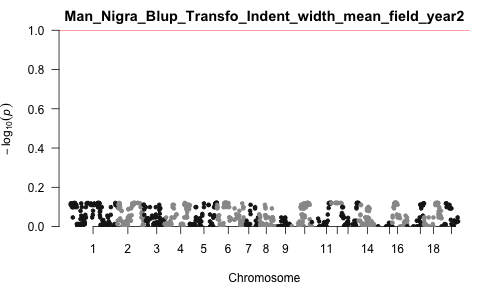 Man_Nigra_Blup_Transfo_Indent_width_mean_field_year2
1.0
0.8
0.6
0.4
0.2
0.0
−log10(p)
1 2 3 4 5 6 7 8 9 11 14 16 18
Chromosome